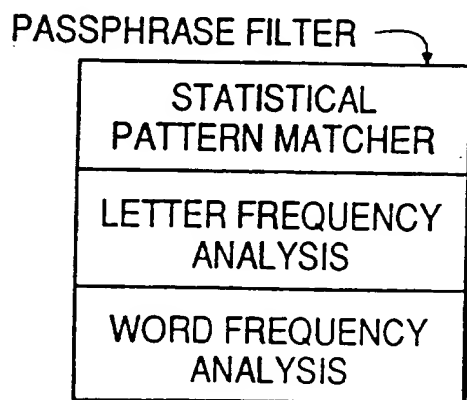 PASSPHRASE FILTER
STATISTICAL
PATTERN MATCHER
LETTER FREQUENCY
ANALYSIS
WORD FREQUENCY
ANALYSIS